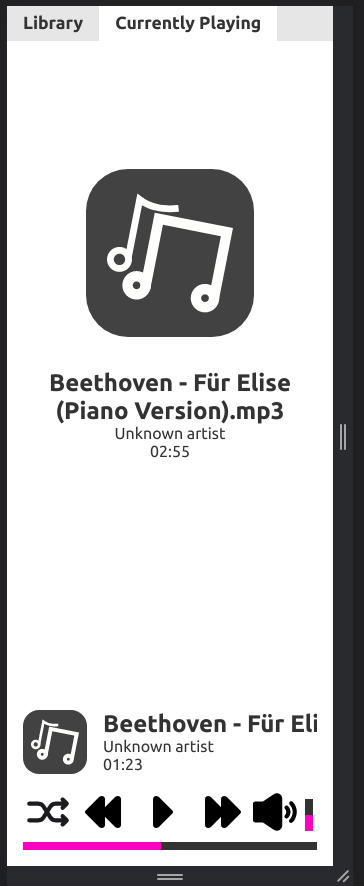 Library
Currently Playing
Beethoven - Für Elise
(Piano Version).mp3
Unknown artist
02:55
Beethoven - Für Eli
Unknown artist
01:23